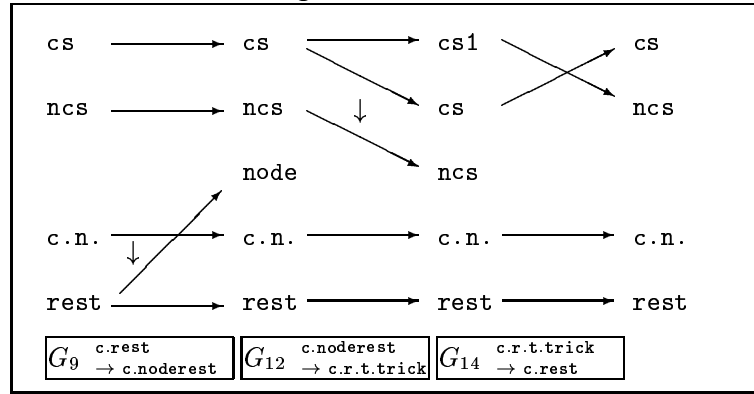 cs cs cs1 cs
ncs ncs cs ncs
node ncs
c.n. c.n. c.n. c.n.
rest rest rest rest
G9 c.rest → c.noderest
G12 c.noderest → c.r.t.trick
G14 c.r.t.trick → c.rest